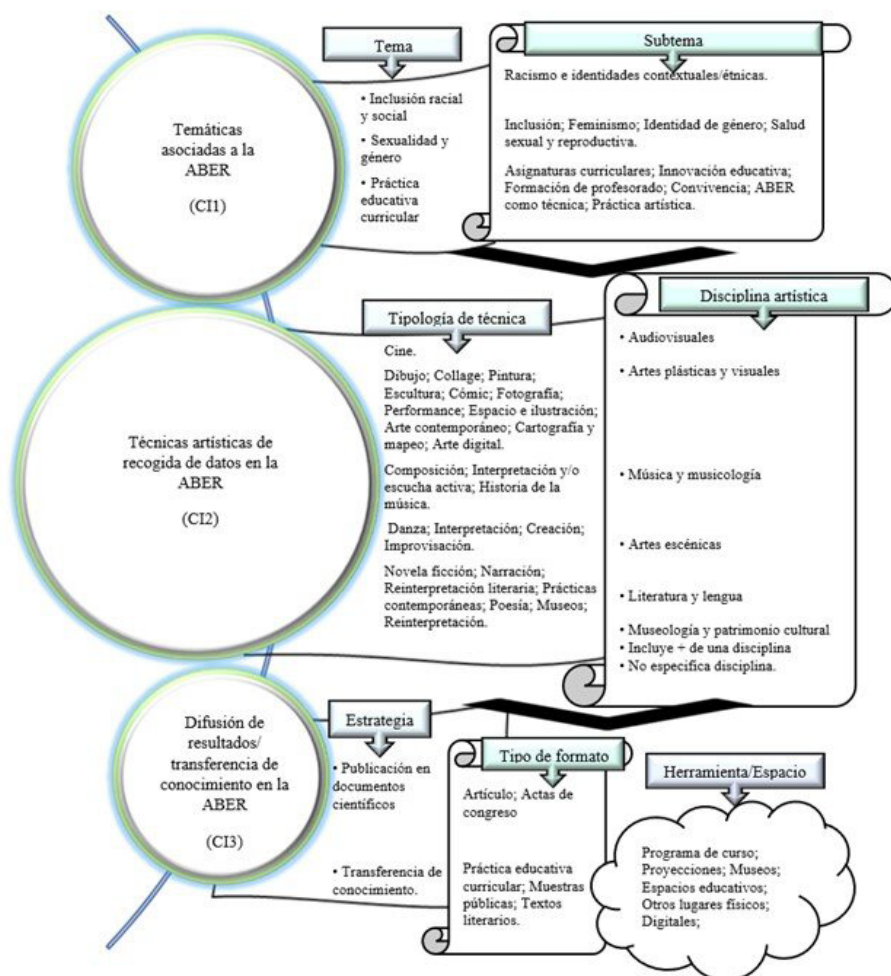 Tema
Subtema
Temáticas
asociadas a la
ABER
(CI1)
• Inclusión racial
y social
• Sexualidad y
género
• Práctica
educativa
curricular
Racismo e identidades contextuales/étnicas.
Inclusión; Feminismo; Identidad de género; Salud
sexual y reproductiva.
Asignaturas curriculares; Innovación educativa;
Formación de profesorado; Convivencia; ABER
como técnica; Práctica artística.
Técnicas artísticas de
recogida de datos en la
ABER
(CI2)
Tipología de técnica
Cine.
Dibujo; Collage; Pintura;
Escultura; Cómic; Fotografía;
Performance; Espacio e ilustración;
Arte contemporáneo; Cartografía y
mapeo; Arte digital.
Composición; Interpretación y/o
escucha activa; Historia de la
música.
Danza; Interpretación; Creación;
Improvisación.
Novela ficción; Narración;
Reinterpretación literaria; Prácticas
contemporáneas; Poesía; Museos;
Reinterpretación.
Disciplina artística
• Audiovisuales
• Artes plásticas y visuales
• Música y musicología
• Artes escénicas
• Literatura y lengua
• Museología y patrimonio cultural
• Incluye + de una disciplina
• No especifica disciplina.
Difusión de
resultados/
transferencia de
conocimiento en la
ABER
(CI3)
Estrategia
• Publicación en
documentos
científicos
• Transferencia de
conocimiento.
Tipo de formato
Artículo; Actas de
congreso
Práctica educativa
curricular; Muestras
públicas; Textos
literarios.
Herramienta/Espacio
Programa de curso;
Proyecciones; Museos;
Espacios educativos;
Otros lugares físicos;
Digitales;